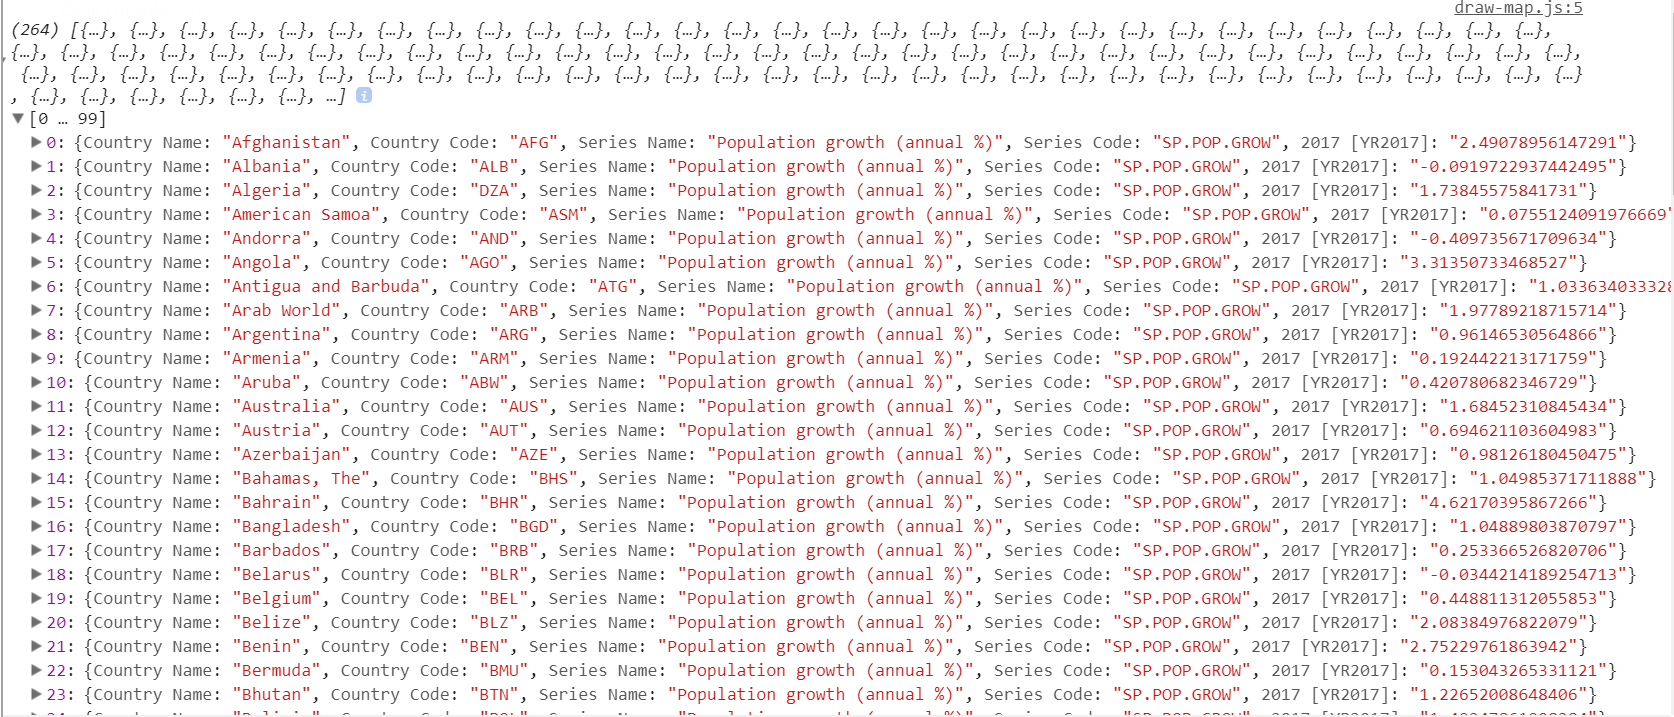 draw-map.js:5
(264) [{…}, {…}, {…}, {…}, {…}, {…}, {…}, {…}, {…}, {…}, {…}, {…}, {…}, {…}, {…}, {…}, {…}, {…}, {…}, {…}, {…}, {…}, {…}, {…}, {…}, {…}, {…}, {…}, {…}, {…},
{…}, {…}, {…}, {…}, {…}, {…}, {…}, {…}, {…}, {…}, {…}, {…}, {…}, {…}, {…}, {…}, {…}, {…}, {…}, {…}, {…}, {…}, {…}, {…}, {…}, {…}, {…}, {…}, {…}, {…}, {…}, {…},
{…}, {…}, {…}, {…}, {…}, {…}, {…}, {…}, {…}, {…}, {…}, {…}, {…}, {…}, {…}, {…}, {…}, {…}, {…}, {…}, {…}, {…}, {…}, {…}, {…}, {…}, {…}, {…}, {…}, {…}, {…}, {…}
, {…}, {…}, {…}, {…}, {…}, {…}, …] i
▼[0 … 99]
▶0: {Country Name: "Afghanistan", Country Code: "AFG", Series Name: "Population growth (annual %)", Series Code: "SP.POP.GROW", 2017 [YR2017]: "2.49078956147291"}
▶1: {Country Name: "Albania", Country Code: "ALB", Series Name: "Population growth (annual %)", Series Code: "SP.POP.GROW", 2017 [YR2017]: "-0.0919722937442495"}
▶2: {Country Name: "Algeria", Country Code: "DZA", Series Name: "Population growth (annual %)", Series Code: "SP.POP.GROW", 2017 [YR2017]: "1.73845575841731"}
▶3: {Country Name: "American Samoa", Country Code: "ASM", Series Name: "Population growth (annual %)", Series Code: "SP.POP.GROW", 2017 [YR2017]: "0.0755124091976669"
▶4: {Country Name: "Andorra", Country Code: "AND", Series Name: "Population growth (annual %)", Series Code: "SP.POP.GROW", 2017 [YR2017]: "-0.409735671709634"}
▶5: {Country Name: "Angola", Country Code: "AGO", Series Name: "Population growth (annual %)", Series Code: "SP.POP.GROW", 2017 [YR2017]: "3.31350733468527"}
▶6: {Country Name: "Antigua and Barbuda", Country Code: "ATG", Series Name: "Population growth (annual %)", Series Code: "SP.POP.GROW", 2017 [YR2017]: "1.033634033328
▶7: {Country Name: "Arab World", Country Code: "ARB", Series Name: "Population growth (annual %)", Series Code: "SP.POP.GROW", 2017 [YR2017]: "1.97789218715714"}
▶8: {Country Name: "Argentina", Country Code: "ARG", Series Name: "Population growth (annual %)", Series Code: "SP.POP.GROW", 2017 [YR2017]: "0.96146530564866"}
▶9: {Country Name: "Armenia", Country Code: "ARM", Series Name: "Population growth (annual %)", Series Code: "SP.POP.GROW", 2017 [YR2017]: "0.192442213171759"}
▶10: {Country Name: "Aruba", Country Code: "ABW", Series Name: "Population growth (annual %)", Series Code: "SP.POP.GROW", 2017 [YR2017]: "0.420780682346729"}
▶11: {Country Name: "Australia", Country Code: "AUS", Series Name: "Population growth (annual %)", Series Code: "SP.POP.GROW", 2017 [YR2017]: "1.68452310845434"}
▶12: {Country Name: "Austria", Country Code: "AUT", Series Name: "Population growth (annual %)", Series Code: "SP.POP.GROW", 2017 [YR2017]: "0.694621103604983"}
▶13: {Country Name: "Azerbaijan", Country Code: "AZE", Series Name: "Population growth (annual %)", Series Code: "SP.POP.GROW", 2017 [YR2017]: "0.98126180450475"}
▶14: {Country Name: "Bahamas, The", Country Code: "BHS", Series Name: "Population growth (annual %)", Series Code: "SP.POP.GROW", 2017 [YR2017]: "1.04985371711888"}
▶15: {Country Name: "Bahrain", Country Code: "BHR", Series Name: "Population growth (annual %)", Series Code: "SP.POP.GROW", 2017 [YR2017]: "4.62170395867266"}
▶16: {Country Name: "Bangladesh", Country Code: "BGD", Series Name: "Population growth (annual %)", Series Code: "SP.POP.GROW", 2017 [YR2017]: "1.04889803870797"}
▶17: {Country Name: "Barbados", Country Code: "BRB", Series Name: "Population growth (annual %)", Series Code: "SP.POP.GROW", 2017 [YR2017]: "0.253366526820706"}
▶18: {Country Name: "Belarus", Country Code: "BLR", Series Name: "Population growth (annual %)", Series Code: "SP.POP.GROW", 2017 [YR2017]: "-0.0344214189254713"}
▶19: {Country Name: "Belgium", Country Code: "BEL", Series Name: "Population growth (annual %)", Series Code: "SP.POP.GROW", 2017 [YR2017]: "0.448811312055853"}
▶20: {Country Name: "Belize", Country Code: "BLZ", Series Name: "Population growth (annual %)", Series Code: "SP.POP.GROW", 2017 [YR2017]: "2.08384976822079"}
▶21: {Country Name: "Benin", Country Code: "BEN", Series Name: "Population growth (annual %)", Series Code: "SP.POP.GROW", 2017 [YR2017]: "2.75229761863942"}
▶22: {Country Name: "Bermuda", Country Code: "BMU", Series Name: "Population growth (annual %)", Series Code: "SP.POP.GROW", 2017 [YR2017]: "0.153043265331121"}
▶23: {Country Name: "Bhutan", Country Code: "BTN", Series Name: "Population growth (annual %)", Series Code: "SP.POP.GROW", 2017 [YR2017]: "1.22652008648406"}